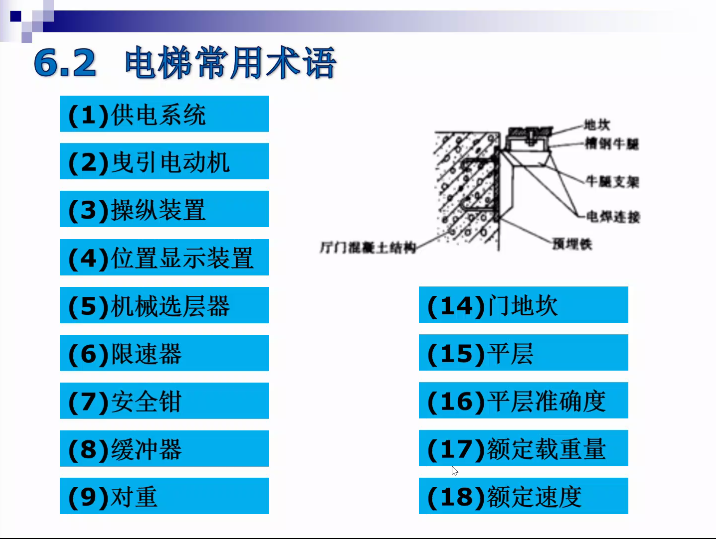 6.2 电梯常用术语
(1)供电系统
(2)曳引电动机
(3)操纵装置
(4)位置显示装置
(5)机械选层器
(6)限速器
(7)安全钳
(8)缓冲器
(9)对重
地坎
槽钢牛腿
牛腿支架
电焊连接
预埋铁
厅门混凝土结构
(14)门地坎
(15)平层
(16)平层准确度
(17)额定载重量
(18)额定速度